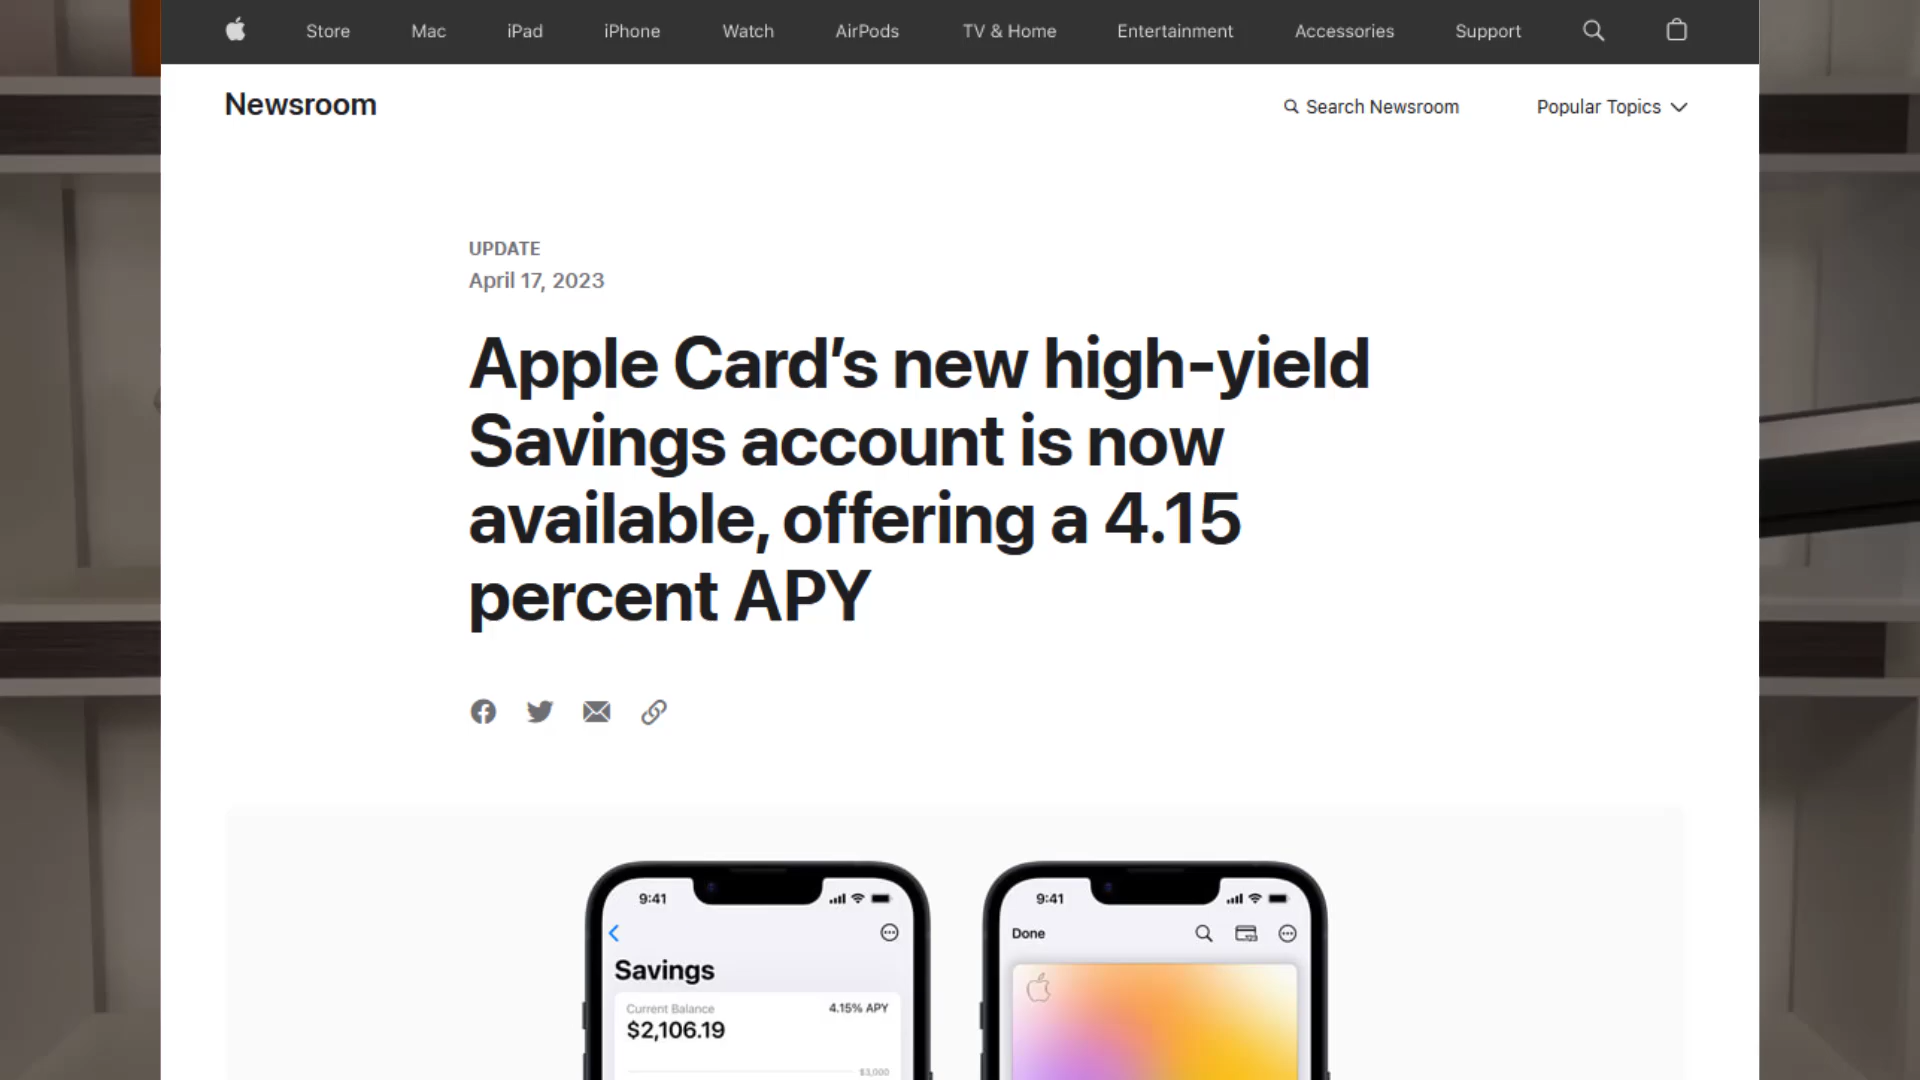 Store Mac iPad iPhone Watch AirPods TV & Home Entertainment Accessories Support
Newsroom
Search Newsroom Popular Topics
UPDATE
April 17, 2023
Apple Card’s new high-yield
Savings account is now
available, offering a 4.15
percent APY
9:41
Savings
Current Balance 4.15% APY
$2,106.19
$3,000
9:41
Done